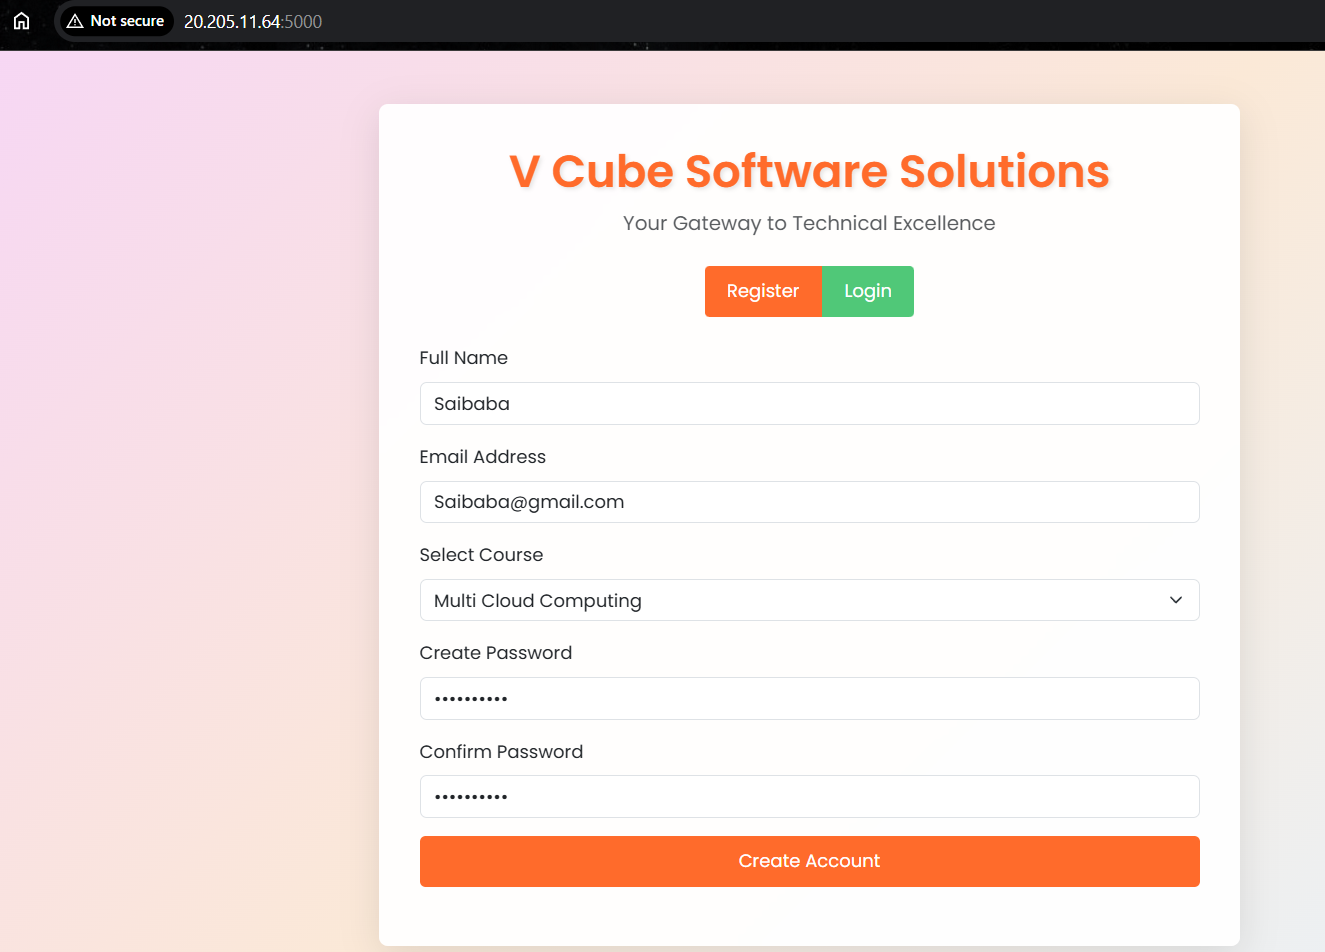 Not secure 20.205.11.64:5000
V Cube Software Solutions
Your Gateway to Technical Excellence
Register Login
Full Name
Saibaba
Email Address
Saibaba@gmail.com
Select Course
Multi Cloud Computing
Create Password
••••••••••
Confirm Password
••••••••••
Create Account